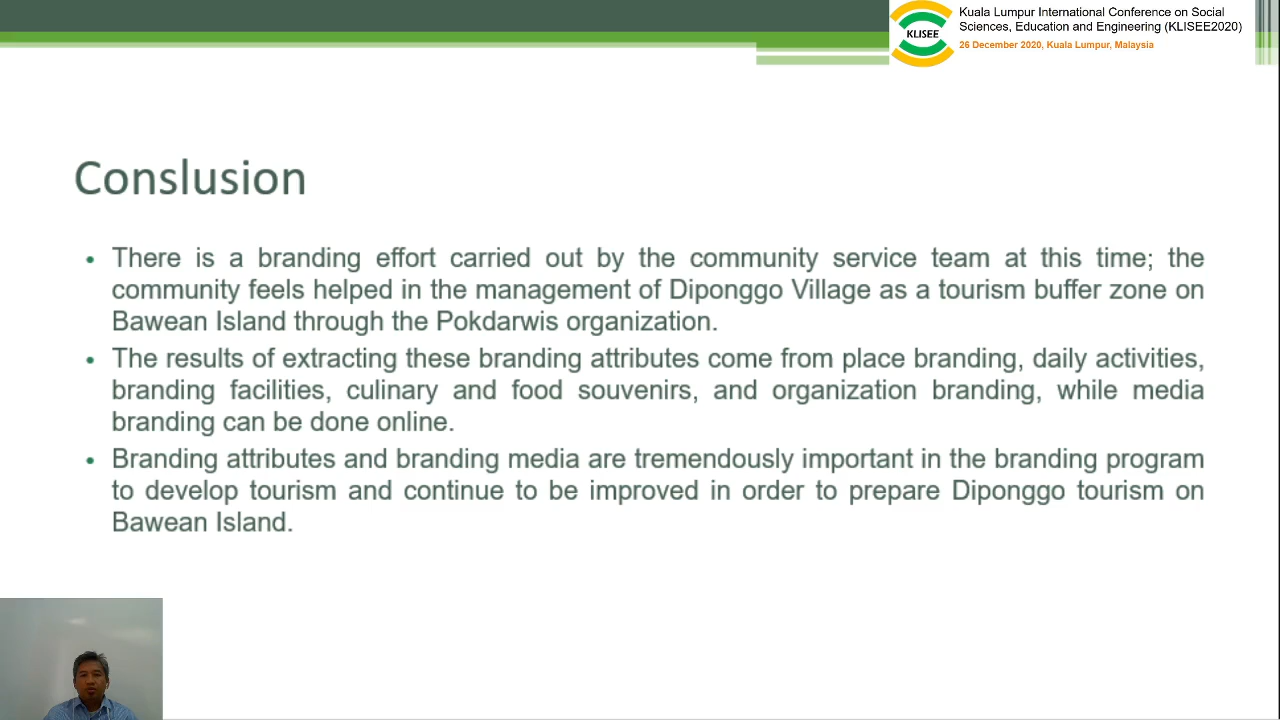 Kuala Lumpur International Conference on Social
Sciences, Education and Engineering (KLISEE2020)
26 December 2020, Kuala Lumpur, Malaysia
KLISEE
Conslusion
• There is a branding effort carried out by the community service team at this time; the
community feels helped in the management of Diponggo Village as a tourism buffer zone on
Bawean Island through the Pokdarwis organization.
• The results of extracting these branding attributes come from place branding, daily activities,
branding facilities, culinary and food souvenirs, and organization branding, while media
branding can be done online.
• Branding attributes and branding media are tremendously important in the branding program
to develop tourism and continue to be improved in order to prepare Diponggo tourism on
Bawean Island.